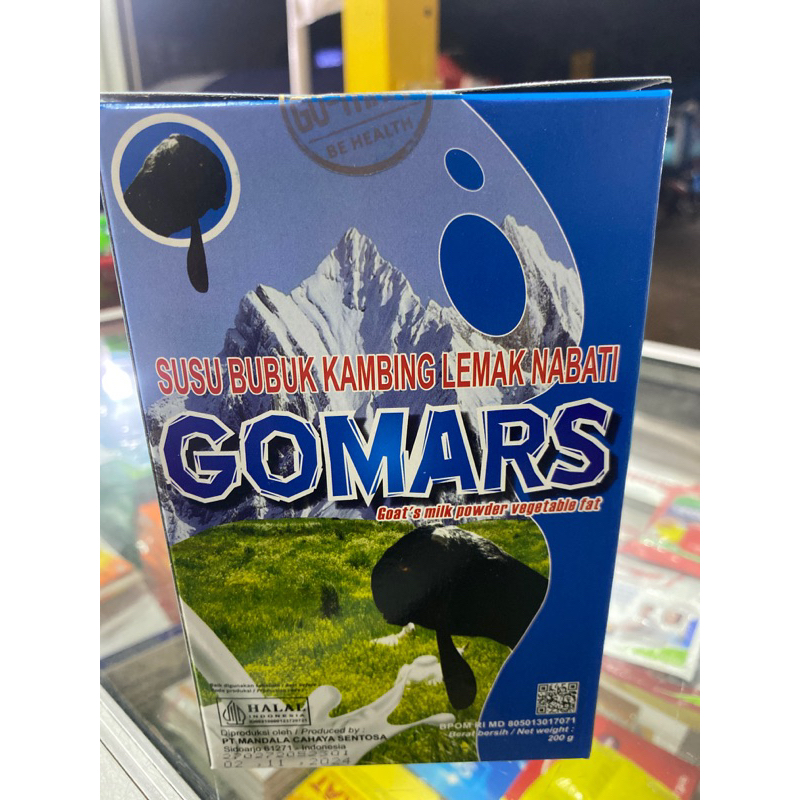 BE HEALTH
SUSU BUBUK KAMBING LEMAK NABATI
GOMARS
Goat's milk powder vegetable fat
HALAL
INDONESIA
Diproduksi oleh / Produced by :
PT.MANDALA CAHAYA SENTOSA
Sidoarjo 61271 - Indonesia
02 . 11 . 2024
BPOM RI MD 805013017071
Berat bersih / Net weight :
200 g